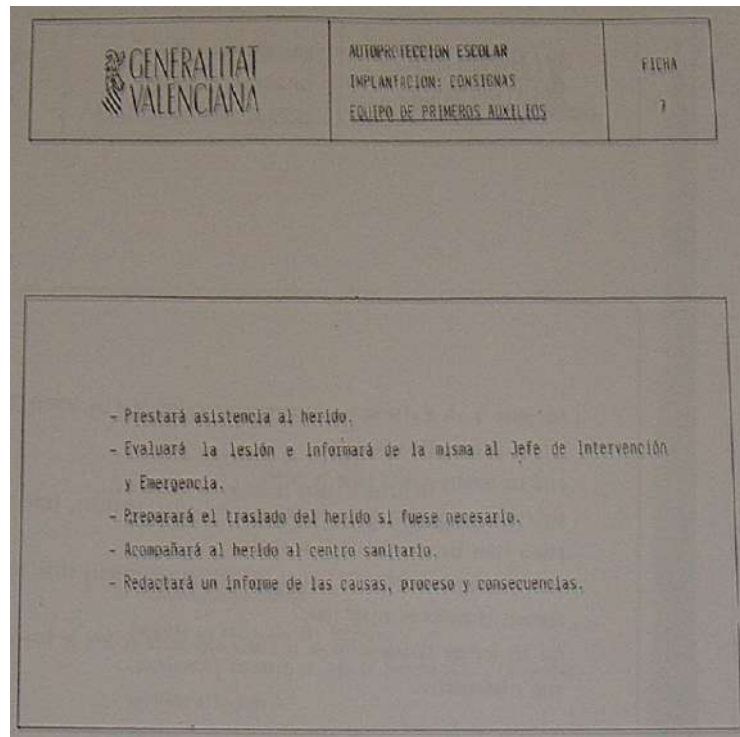 GENERALITAT
VALENCIANA
AUTOPROTECCION ESCOLAR
IMPLANTACION: CONSIGNAS
EQUIPO DE PRIMEROS AUXILIOS
FICHA
7
- Prestará asistencia al herido.
- Evaluará la lesión e informará de la misma al Jefe de Intervención
y Emergencia.
- Preparará el traslado del herido si fuese necesario.
- Acompañará al herido al centro sanitario.
- Redactará un informe de las causas, proceso y consecuencias.